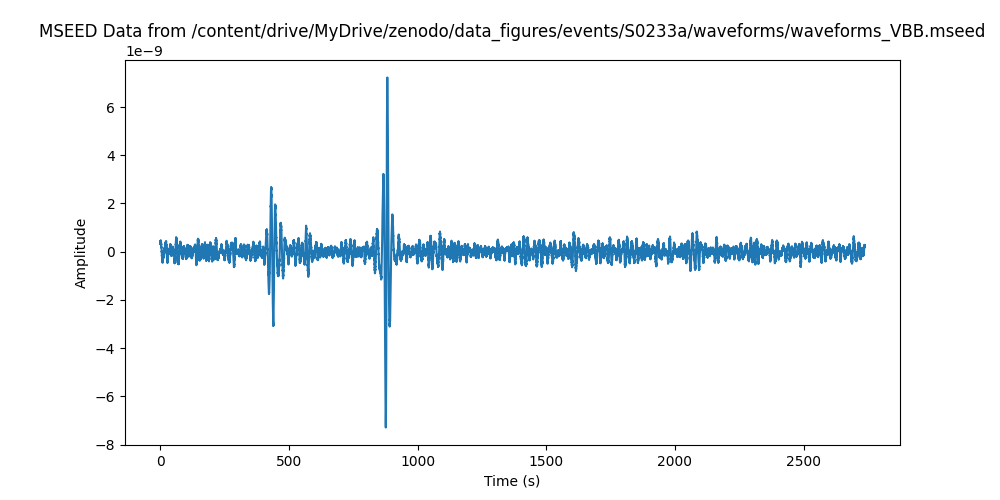 MSEED Data from /content/drive/MyDrive/zenodo/data_figures/events/S0233a/waveforms/waveforms_VBB.mseed
1e−9
6
4
2
0
−2
−4
−6
−8
Amplitude
0 500 1000 1500 2000 2500
Time (s)